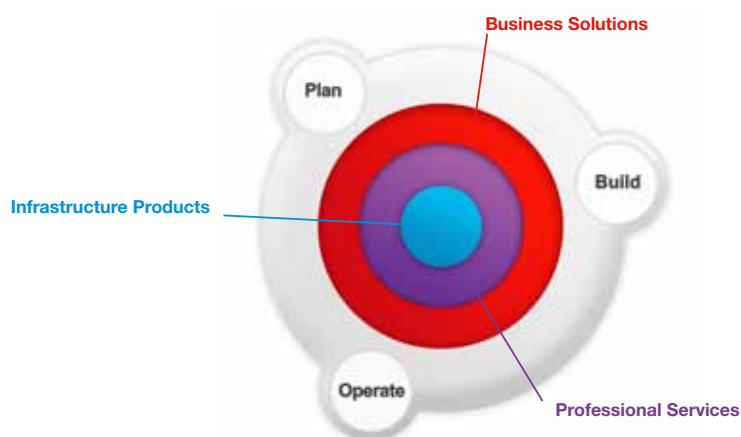 Business Solutions
Plan
Build
Infrastructure Products
Operate
Professional Services